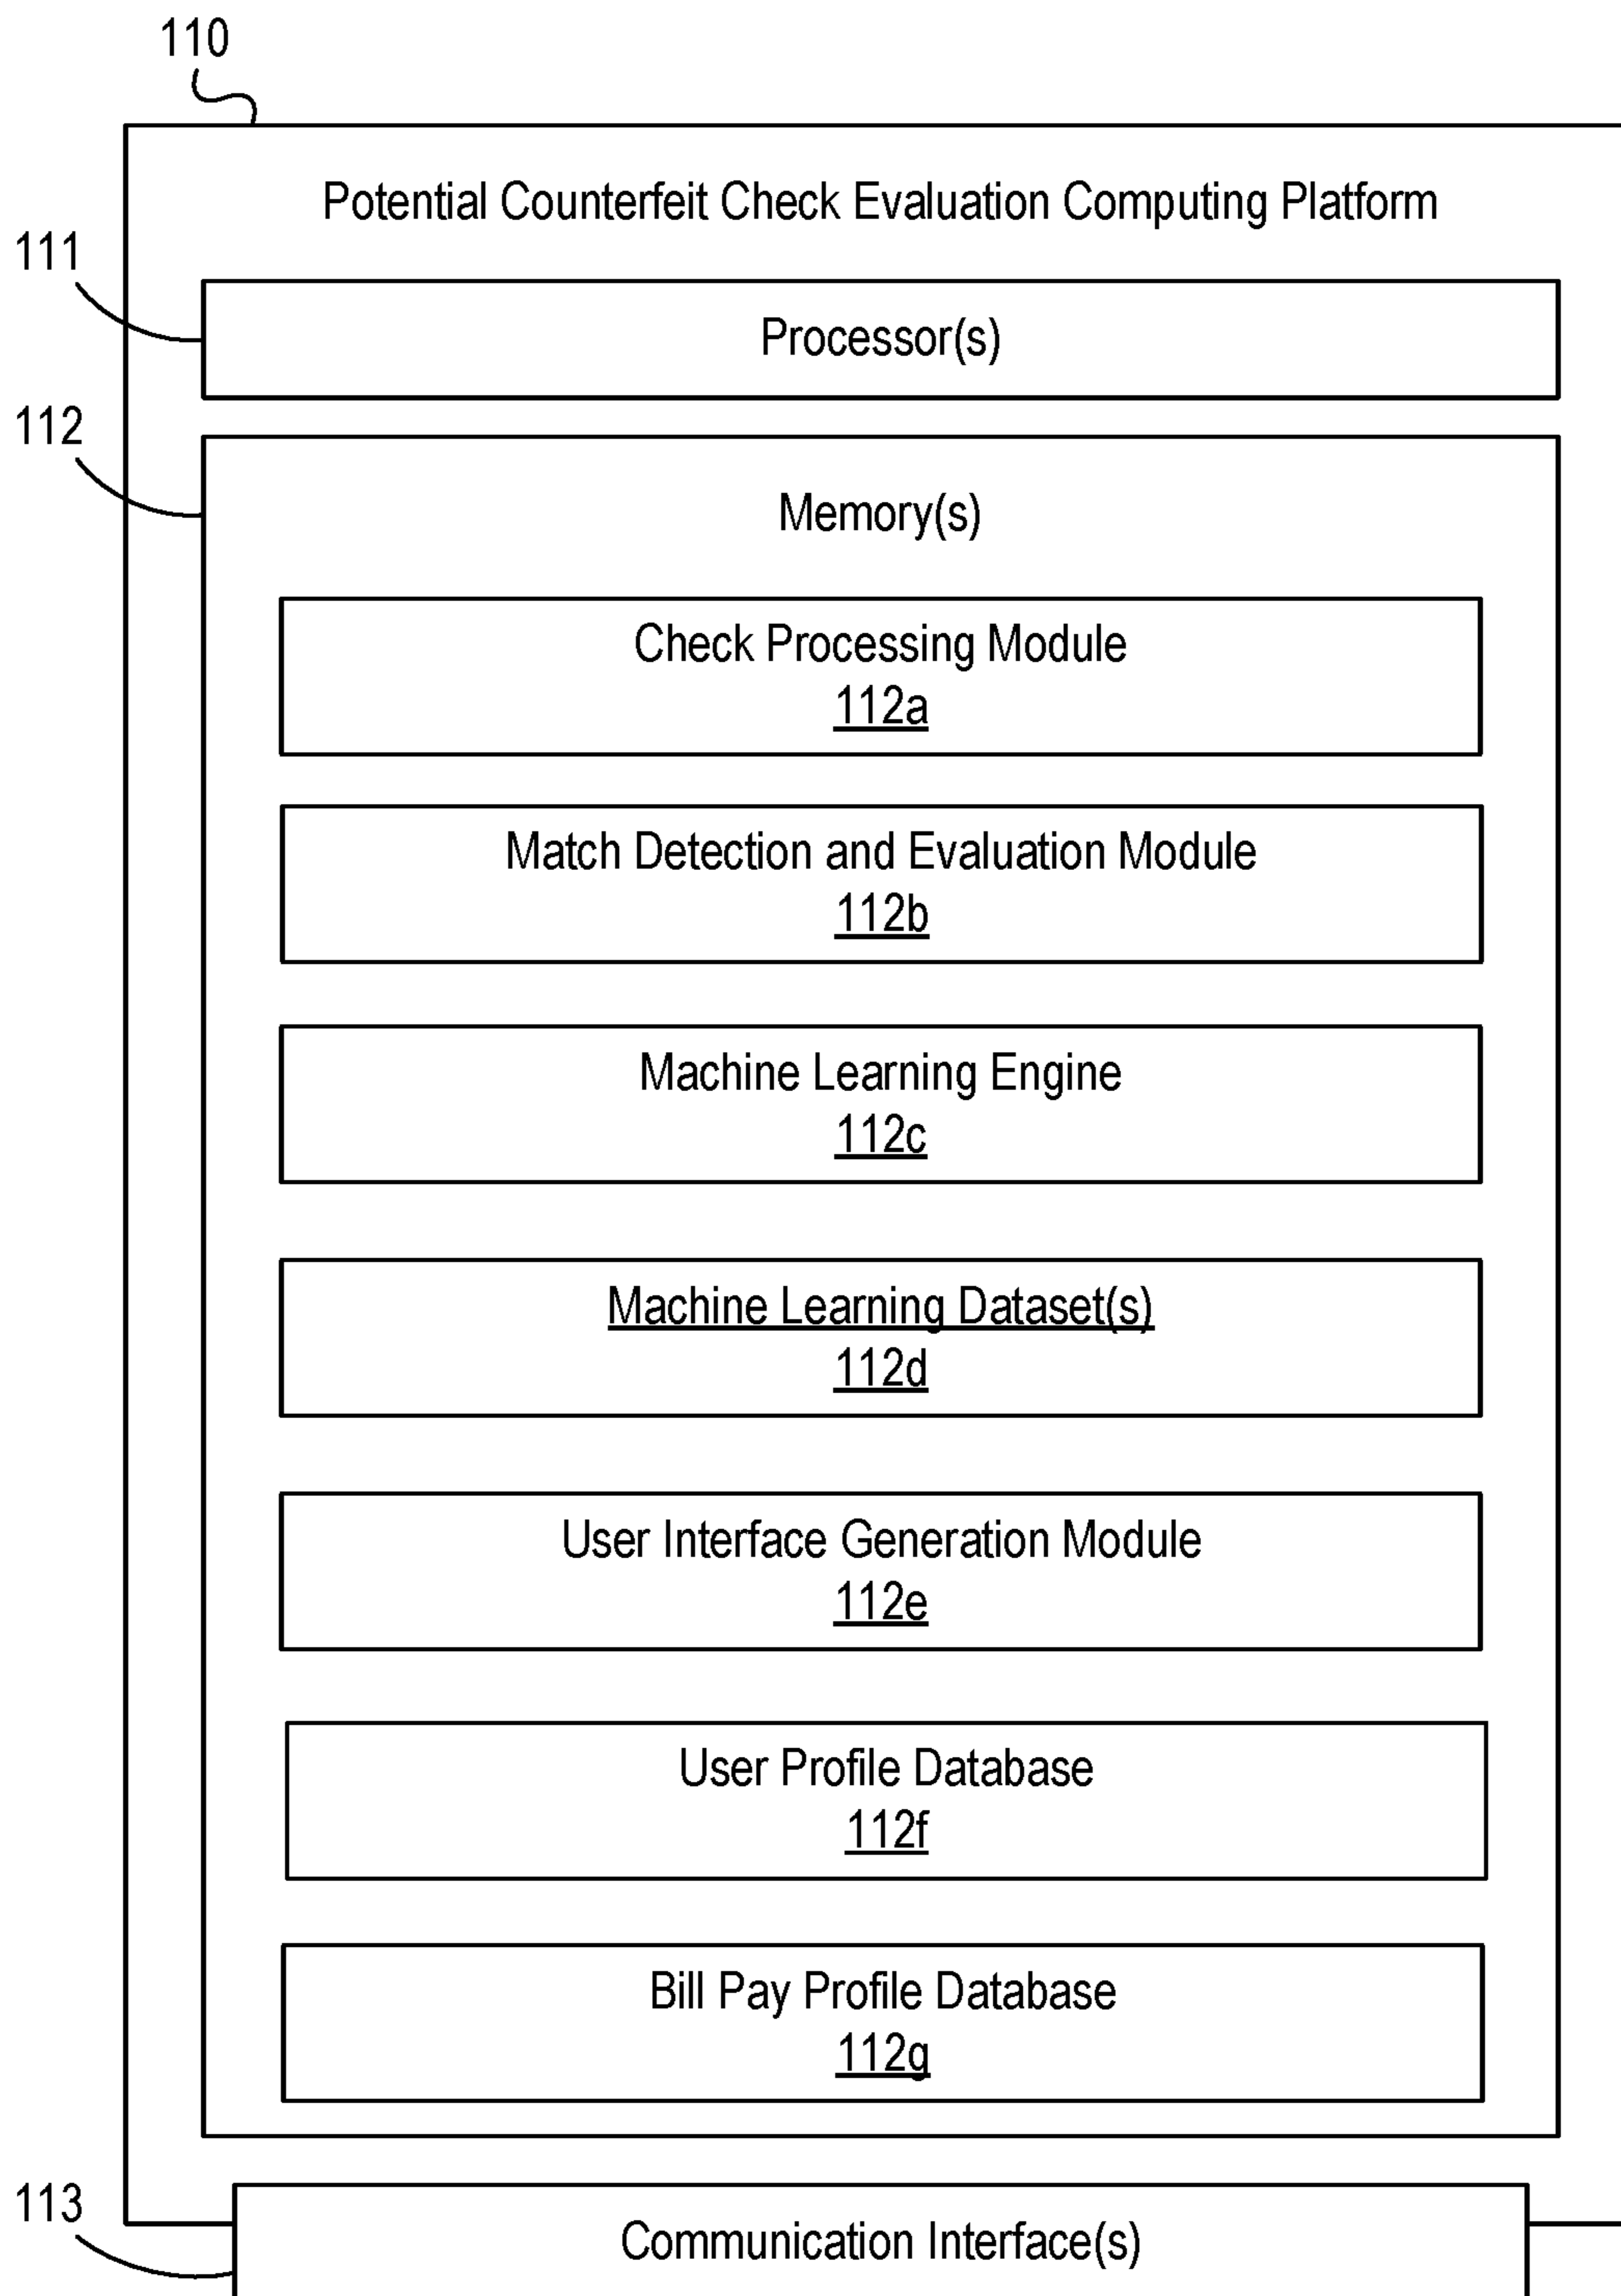 110
Potential Counterfeit Check Evaluation Computing Platform
111
Processor(s)
112
Memory(s)
Check Processing Module
112a
Match Detection and Evaluation Module
112b
Machine Learning Engine
112c
Machine Learning Dataset(s)
112d
User Interface Generation Module
112e
User Profile Database
112f
Bill Pay Profile Database
112g
113
Communication Interface(s)